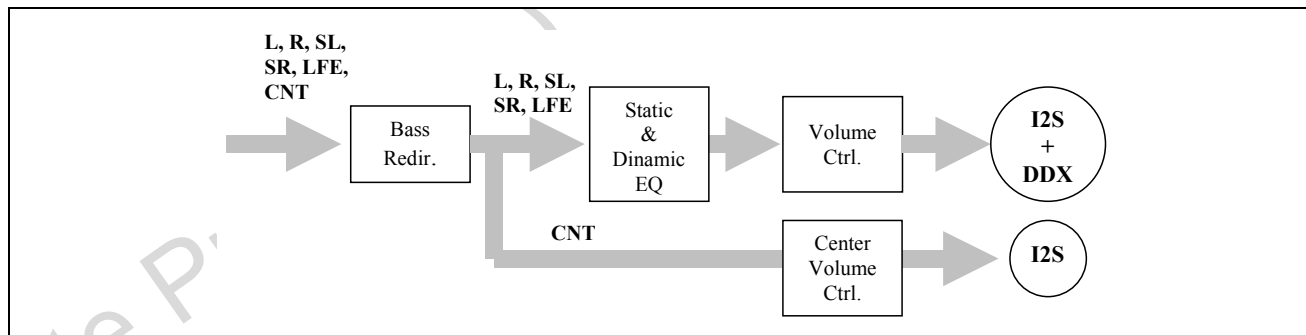 L, R, SL,
SR, LFE,
CNT
Bass
Redir.
L, R, SL,
SR, LFE
Static
&
Dinamic
EQ
Volume
Ctrl.
I2S
+
DDX
CNT
Center
Volume
Ctrl.
I2S